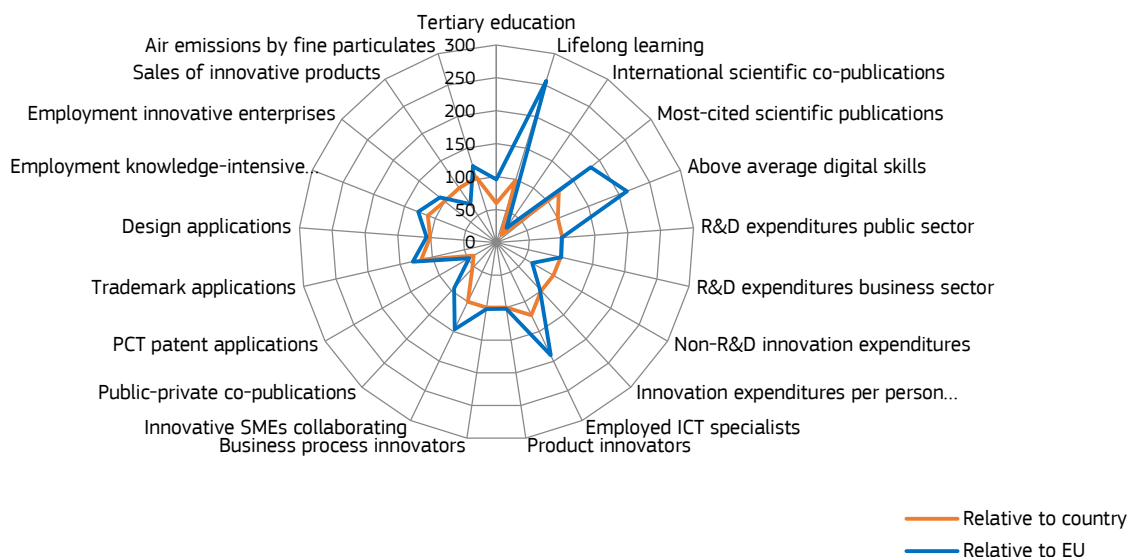 Tertiary education
Lifelong learning
International scientific co-publications
Most-cited scientific publications
Above average digital skills
R&D expenditures public sector
R&D expenditures business sector
Non-R&D innovation expenditures
Innovation expenditures per person...
Employed ICT specialists
Product innovators
Business process innovators
Innovative SMEs collaborating
Public-private co-publications
PCT patent applications
Trademark applications
Design applications
Employment knowledge-intensive...
Employment innovative enterprises
Sales of innovative products
Air emissions by fine particulates
300
250
200
150
100
50
0
Relative to country
Relative to EU